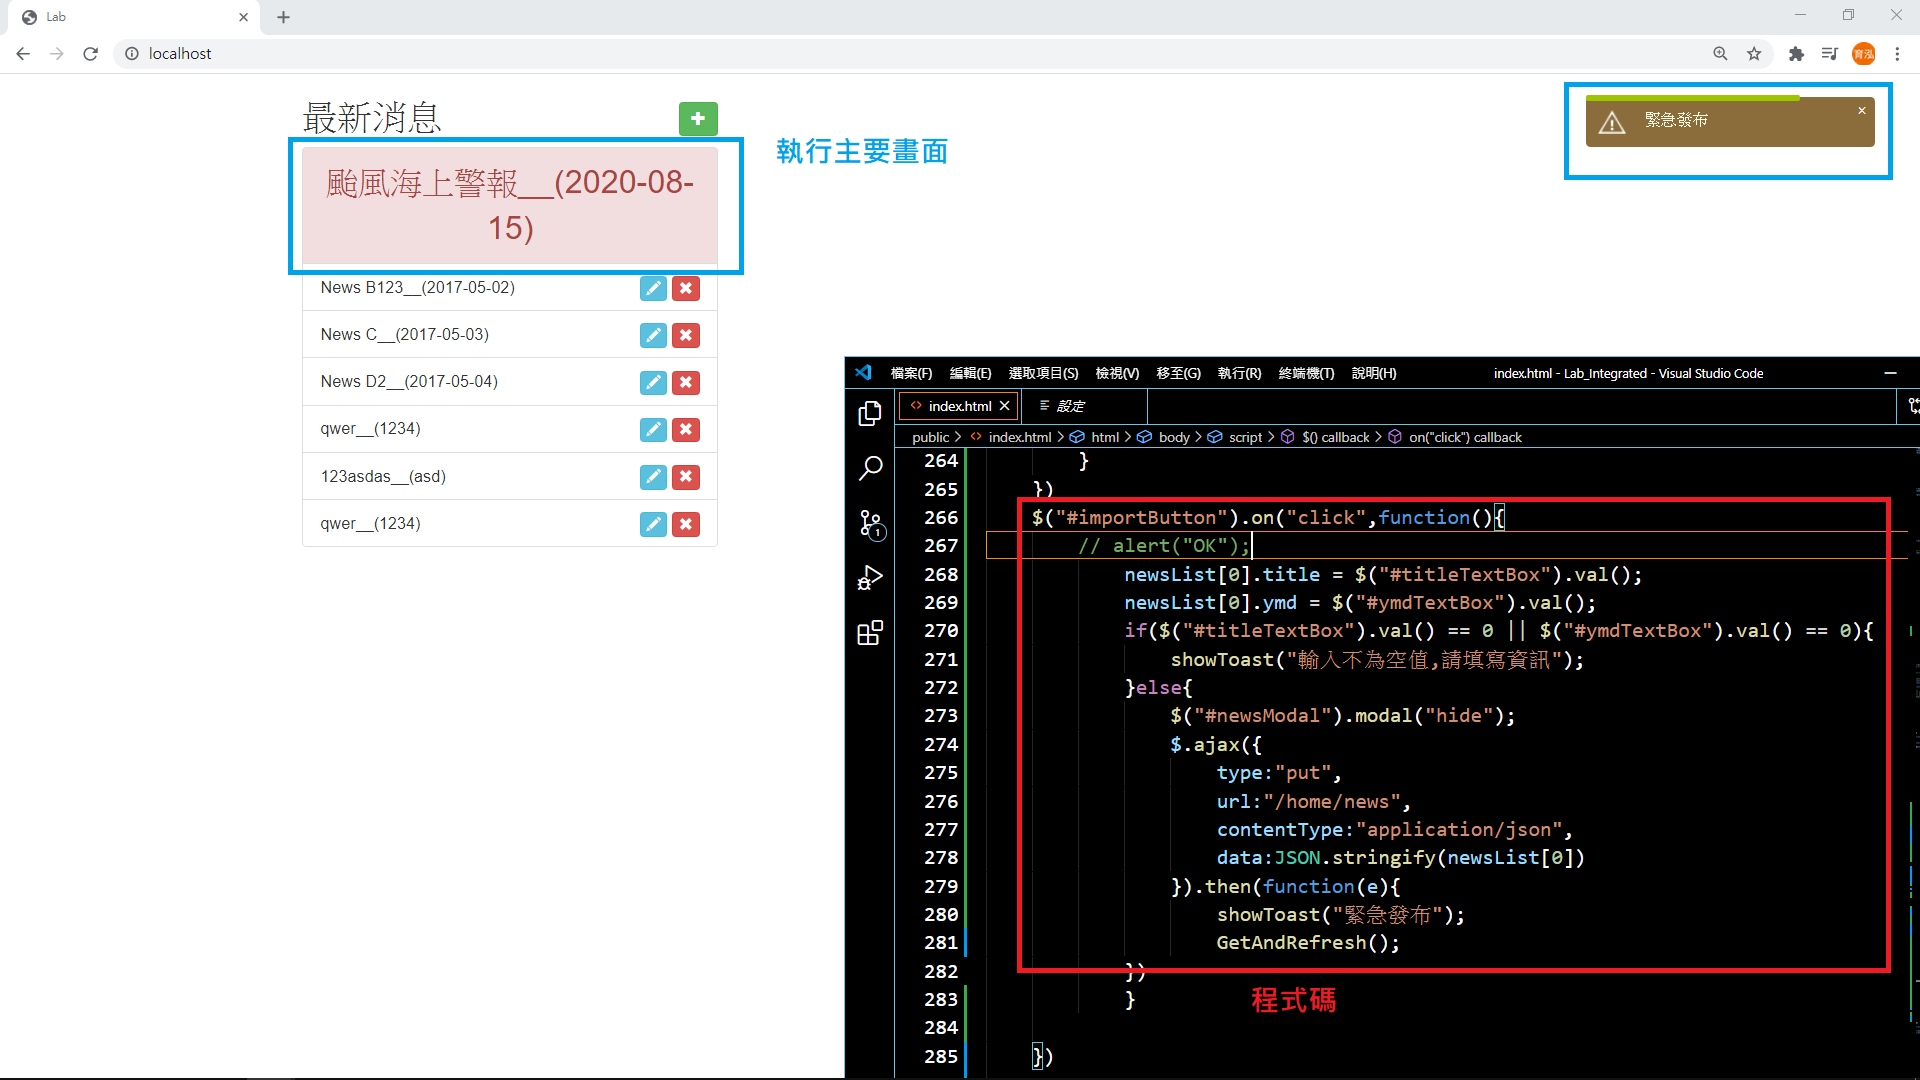 Lab
localhost
育泓
最新消息
颱風海上警報__(2020-08-
15)
News B123__(2017-05-02)
News C__(2017-05-03)
News D2__(2017-05-04)
qwer__(1234)
123asdas__(asd)
qwer__(1234)
執行主要畫面
緊急發布
檔案(F) 編輯(E) 選取項目(S) 檢視(V) 移至(G) 執行(R) 終端機(T) 說明(H) index.html - Lab_Integrated - Visual Studio Code
index.html 設定
public > index.html > html > body > script > $() callback > on("click") callback
1
264 }
265 })
266 $("#importButton").on("click",function(){
267 // alert("OK");
268 newsList[0].title = $("#titleTextBox").val();
269 newsList[0].ymd = $("#ymdTextBox").val();
270 if($("#titleTextBox").val() == 0 || $("#ymdTextBox").val() == 0){
271 showToast("輸入不為空值,請填寫資訊");
272 }else{
273 $("#newsModal").modal("hide");
274 $.ajax({
275 type:"put",
276 url:"/home/news",
277 contentType:"application/json",
278 data:JSON.stringify(newsList[0])
279 }).then(function(e){
280 showToast("緊急發布");
281 GetAndRefresh();
282 })
283 }
284
285 })
程式碼